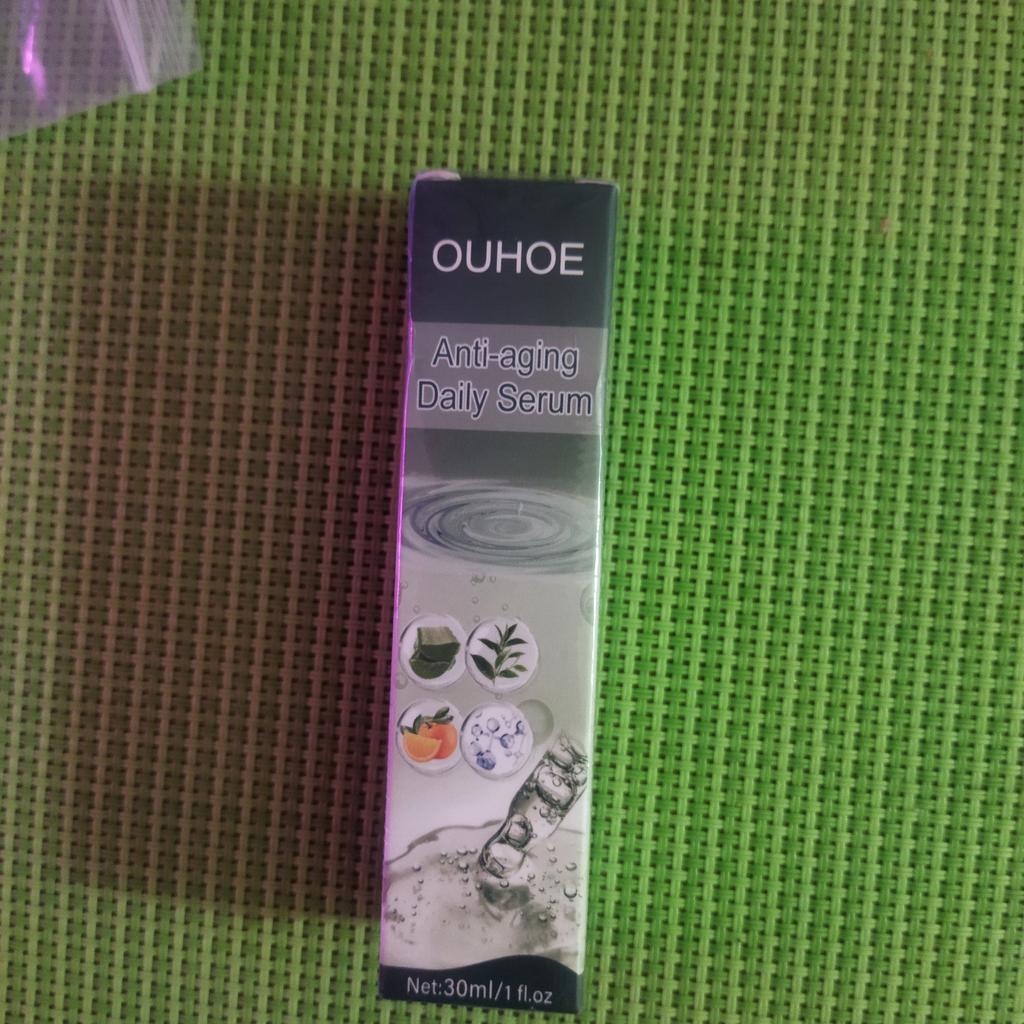 OUHOE
Anti-aging
Daily Serum
Net:30ml/1 fl.oz